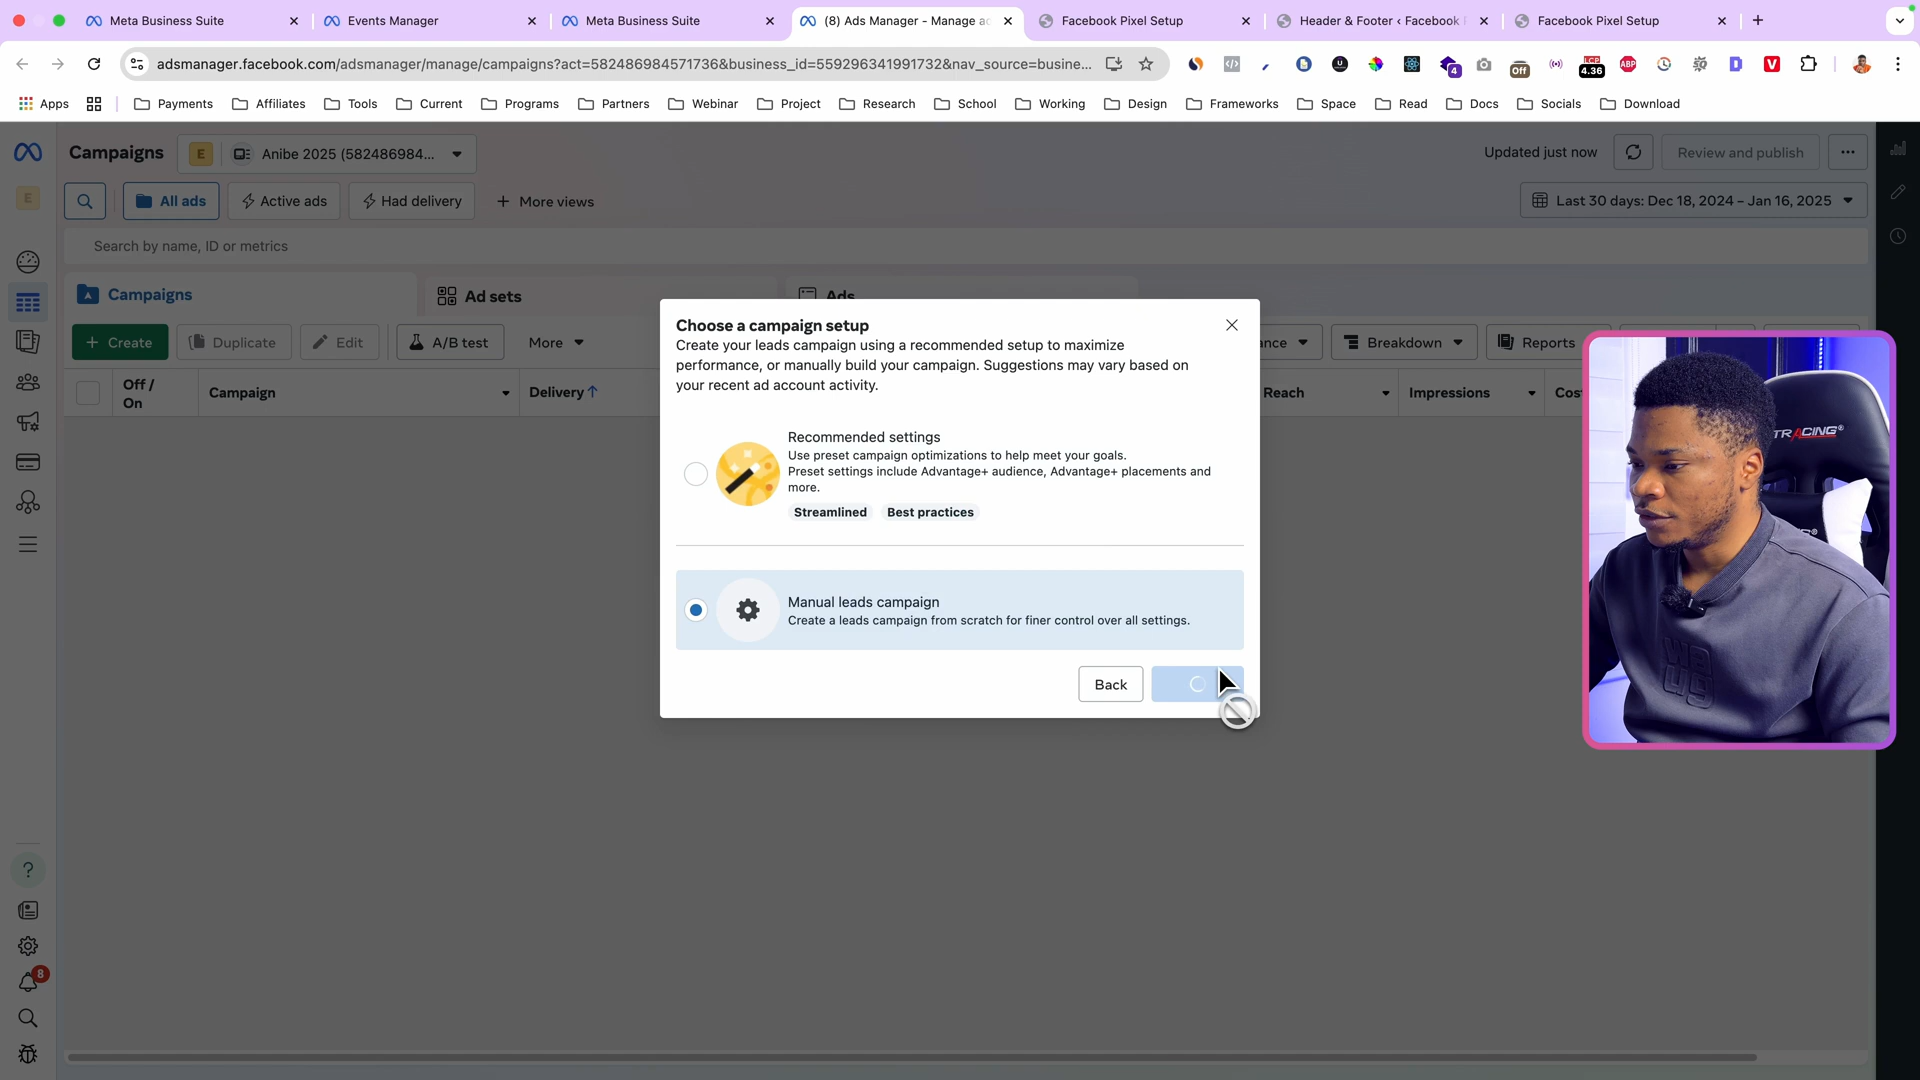 Meta Business Suite
Events Manager
Meta Business Suite
(8) Ads Manager - Manage ad
Facebook Pixel Setup
Header & Footer ‹ Facebook
Facebook Pixel Setup
adsmanager.facebook.com/adsmanager/manage/campaigns?act=582486984571736&business_id=559296341991732&nav_source=busine...
4
Off
LCP
4.36
ABP
Apps
Payments
Affiliates
Tools
Current
Programs
Partners
Webinar
Project
Research
School
Working
Design
Frameworks
Space
Read
Docs
Socials
Download
Campaigns
E
Anibe 2025 (582486984...
Updated just now
Review and publish
E
All ads
Active ads
Had delivery
More views
Last 30 days: Dec 18, 2024 – Jan 16, 2025
Search by name, ID or metrics
Campaigns
Ad sets
Ads
Create
Duplicate
Edit
A/B test
More
Breakdown
Reports
Off / On
Campaign
Delivery
Reach
Impressions
Choose a campaign setup
Create your leads campaign using a recommended setup to maximize
performance, or manually build your campaign. Suggestions may vary based on
your recent ad account activity.
Recommended settings
Use preset campaign optimizations to help meet your goals.
Preset settings include Advantage+ audience, Advantage+ placements and
more.
Streamlined
Best practices
Manual leads campaign
Create a leads campaign from scratch for finer control over all settings.
Back
8